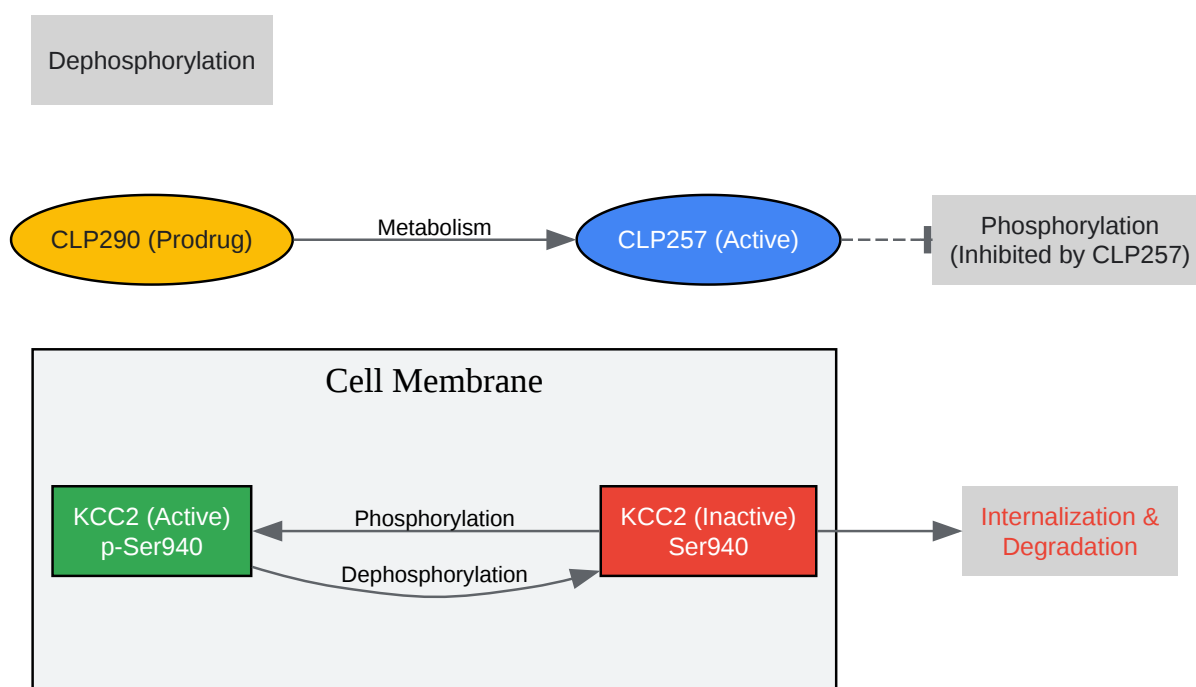 Dephosphorylation
CLP290 (Prodrug)
Metabolism
CLP257 (Active)
Phosphorylation
(Inhibited by CLP257)
Cell Membrane
KCC2 (Active)
p-Ser940
Phosphorylation
Dephosphorylation
KCC2 (Inactive)
Ser940
Internalization &
Degradation